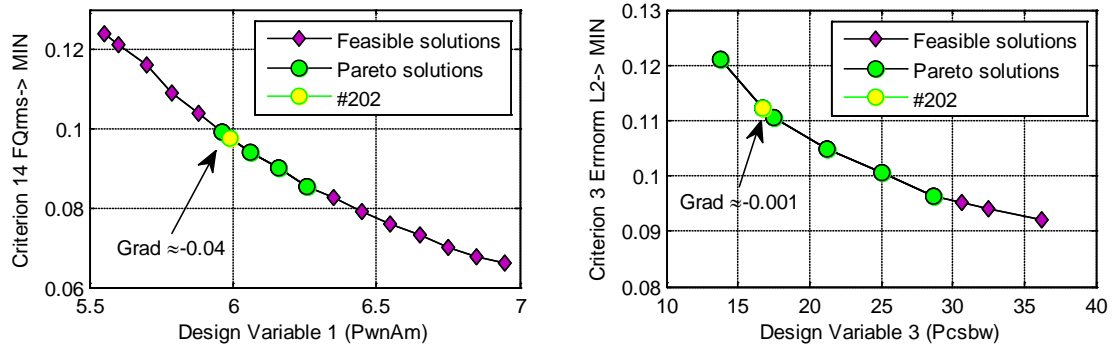 Criterion 14 FQrms-> MIN
0.12
0.1
0.08
0.06
5.5 6 6.5 7
Design Variable 1 (PwnAm)
Feasible solutions
Pareto solutions
#202
Grad ≈-0.04
Criterion 3 Errnorm L2-> MIN
0.13
0.12
0.11
0.1
0.09
0.08
10 15 20 25 30 35 40
Design Variable 3 (Pcsbw)
Feasible solutions
Pareto solutions
#202
Grad ≈-0.001